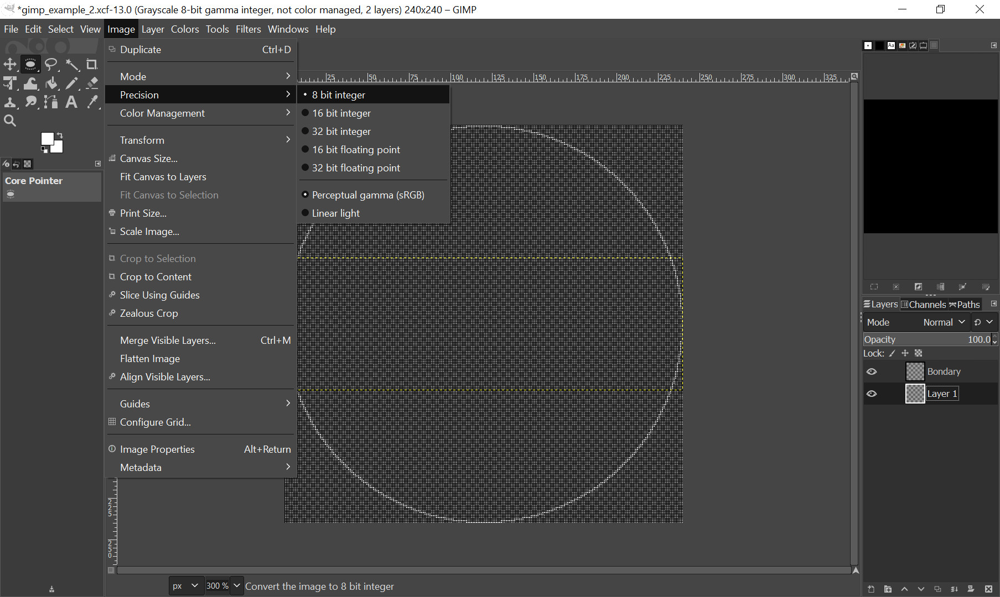 *gimp_example_2.xcf-13.0 (Grayscale 8-bit gamma integer, not color managed, 2 layers) 240x240 – GIMP
File Edit Select View Image Layer Colors Tools Filters Windows Help
Duplicate Ctrl+D
Mode
Precision
Color Management
Transform
Canvas Size...
Fit Canvas to Layers
Fit Canvas to Selection
Print Size...
Scale Image...
Crop to Selection
Crop to Content
Slice Using Guides
Zealous Crop
Merge Visible Layers... Ctrl+M
Flatten Image
Align Visible Layers...
Guides
Configure Grid...
Image Properties Alt+Return
Metadata
8 bit integer
16 bit integer
32 bit integer
16 bit floating point
32 bit floating point
Perceptual gamma (sRGB)
Linear light
Core Pointer
25 50 75 100 125 150 175 200 225 250 275 300 325
225
250
px 300 % Convert the image to 8 bit integer
Aa
Layers Channels Paths
Mode Normal
Opacity 100.0
Lock:
Bondary
Layer 1